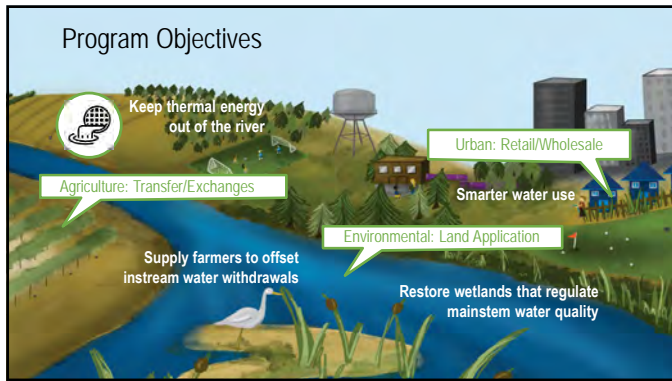 Program Objectives
Keep thermal energy
out of the river
Urban: Retail/Wholesale
Agriculture: Transfer/Exchanges
Smarter water use
Environmental: Land Application
Supply farmers to offset
instream water withdrawals
Restore wetlands that regulate
mainstem water quality